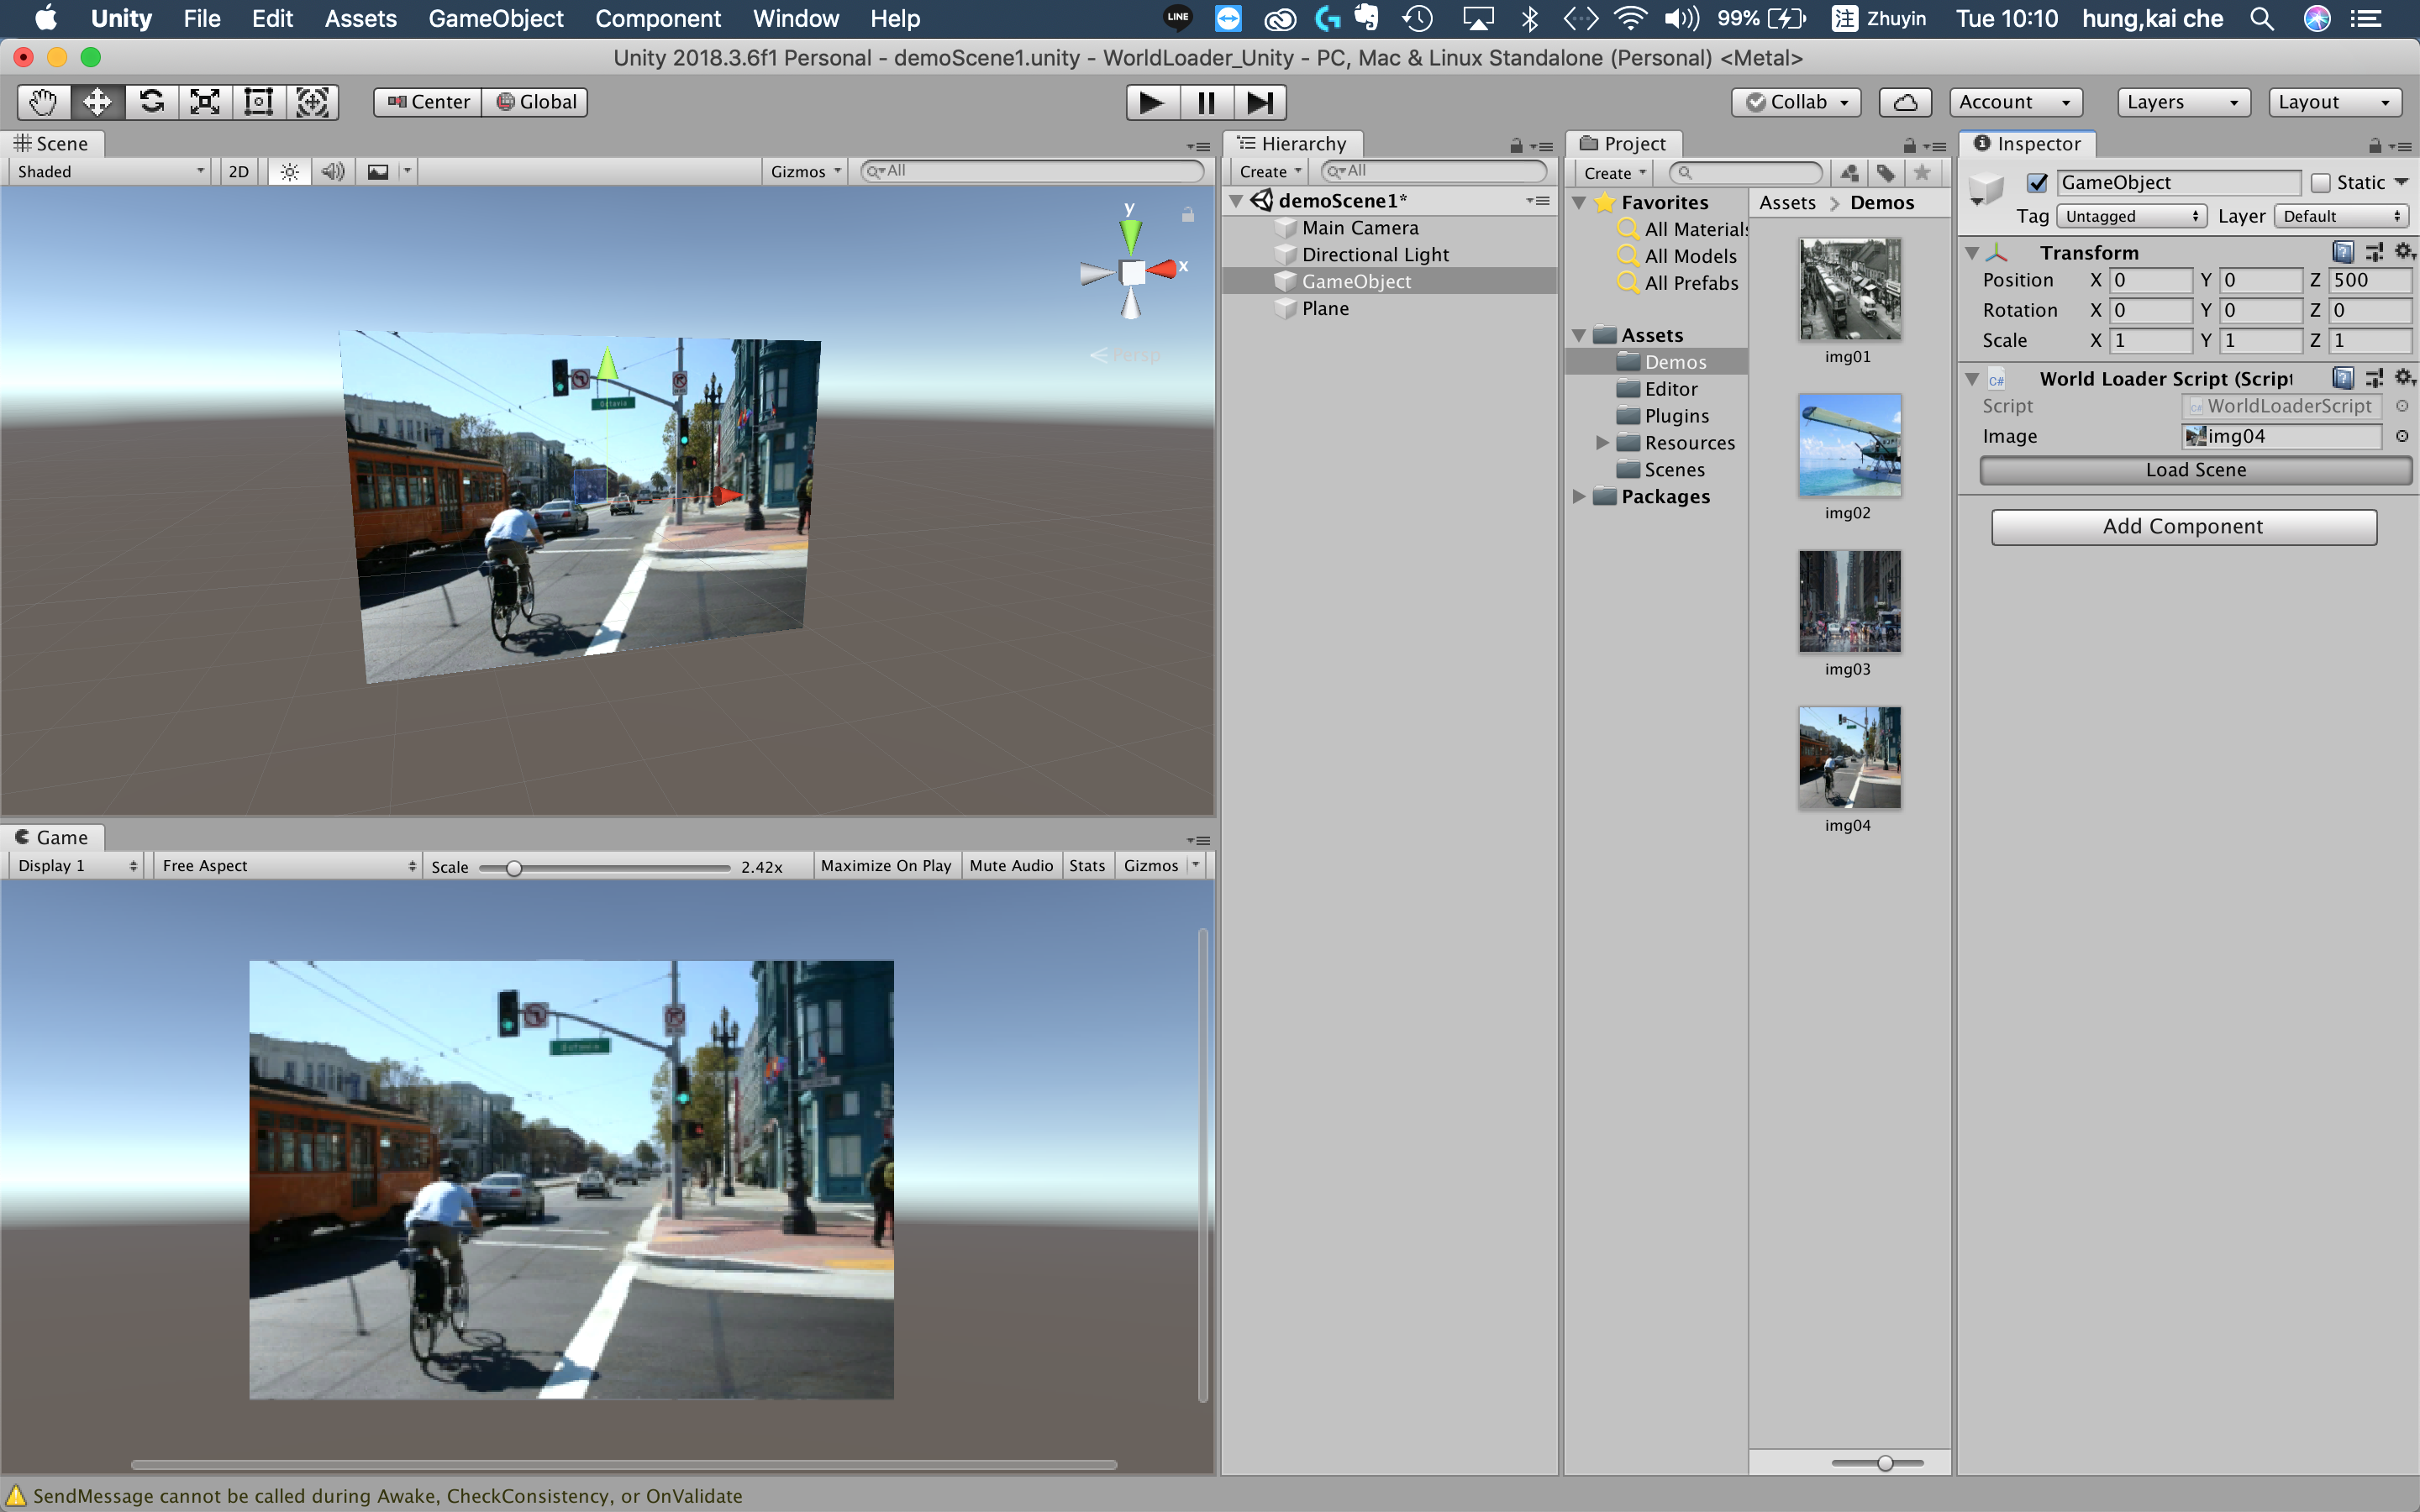 Unity File Edit Assets GameObject Component Window Help LINE 99% 注 Zhuyin Tue 10:10 hung,kai che
Unity 2018.3.6f1 Personal - demoScene1.unity - WorldLoader_Unity - PC, Mac & Linux Standalone (Personal) <Metal>
Center Global Collab Account Layers Layout
Scene
Shaded 2D Gizmos All
y
x
Persp
Octavia
Game
Display 1 Free Aspect Scale 2.42x Maximize On Play Mute Audio Stats Gizmos
Octavia
Hierarchy
Create All
demoScene1*
Main Camera
Directional Light
GameObject
Plane
Project
Create
Favorites
All Materials
All Models
All Prefabs
Assets
Demos
Editor
Plugins
Resources
Scenes
Packages
Assets > Demos
img01
img02
img03
img04
Inspector
GameObject Static
Tag Untagged Layer Default
Transform
Position X 0 Y 0 Z 500
Rotation X 0 Y 0 Z 0
Scale X 1 Y 1 Z 1
C# World Loader Script (Script
Script C# WorldLoaderScript
Image img04
Load Scene
Add Component
SendMessage cannot be called during Awake, CheckConsistency, or OnValidate